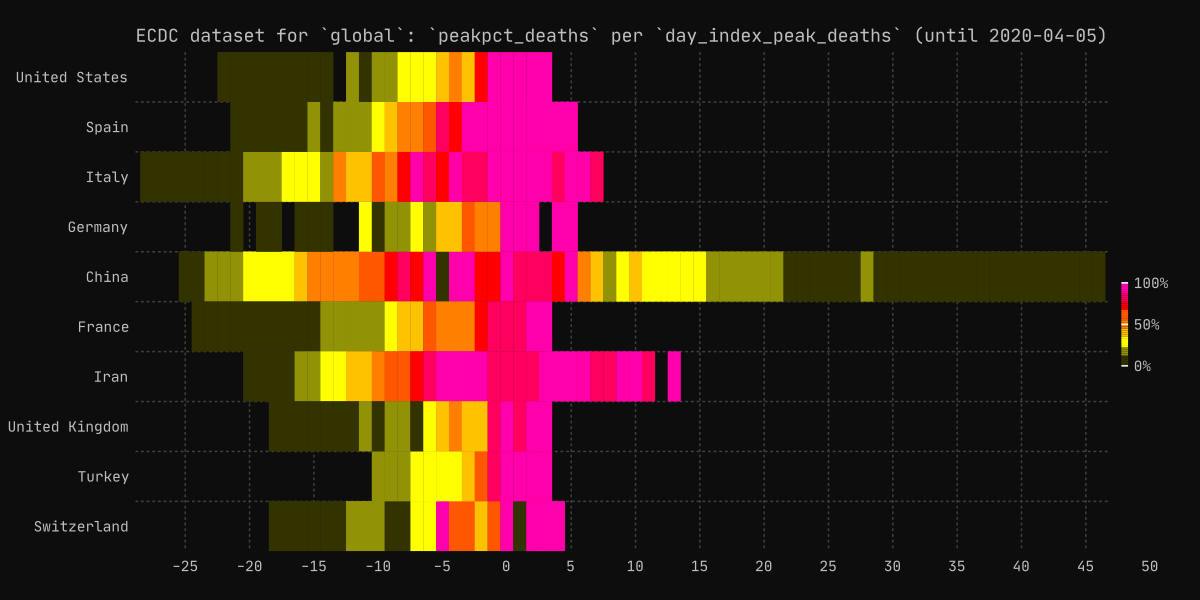 ECDC dataset for `global`: `peakpct_deaths` per `day_index_peak_deaths` (until 2020-04-05)
United States
Spain
Italy
Germany
China
France
Iran
United Kingdom
Turkey
Switzerland
100%
50%
0%
-25 -20 -15 -10 -5 0 5 10 15 20 25 30 35 40 45 50